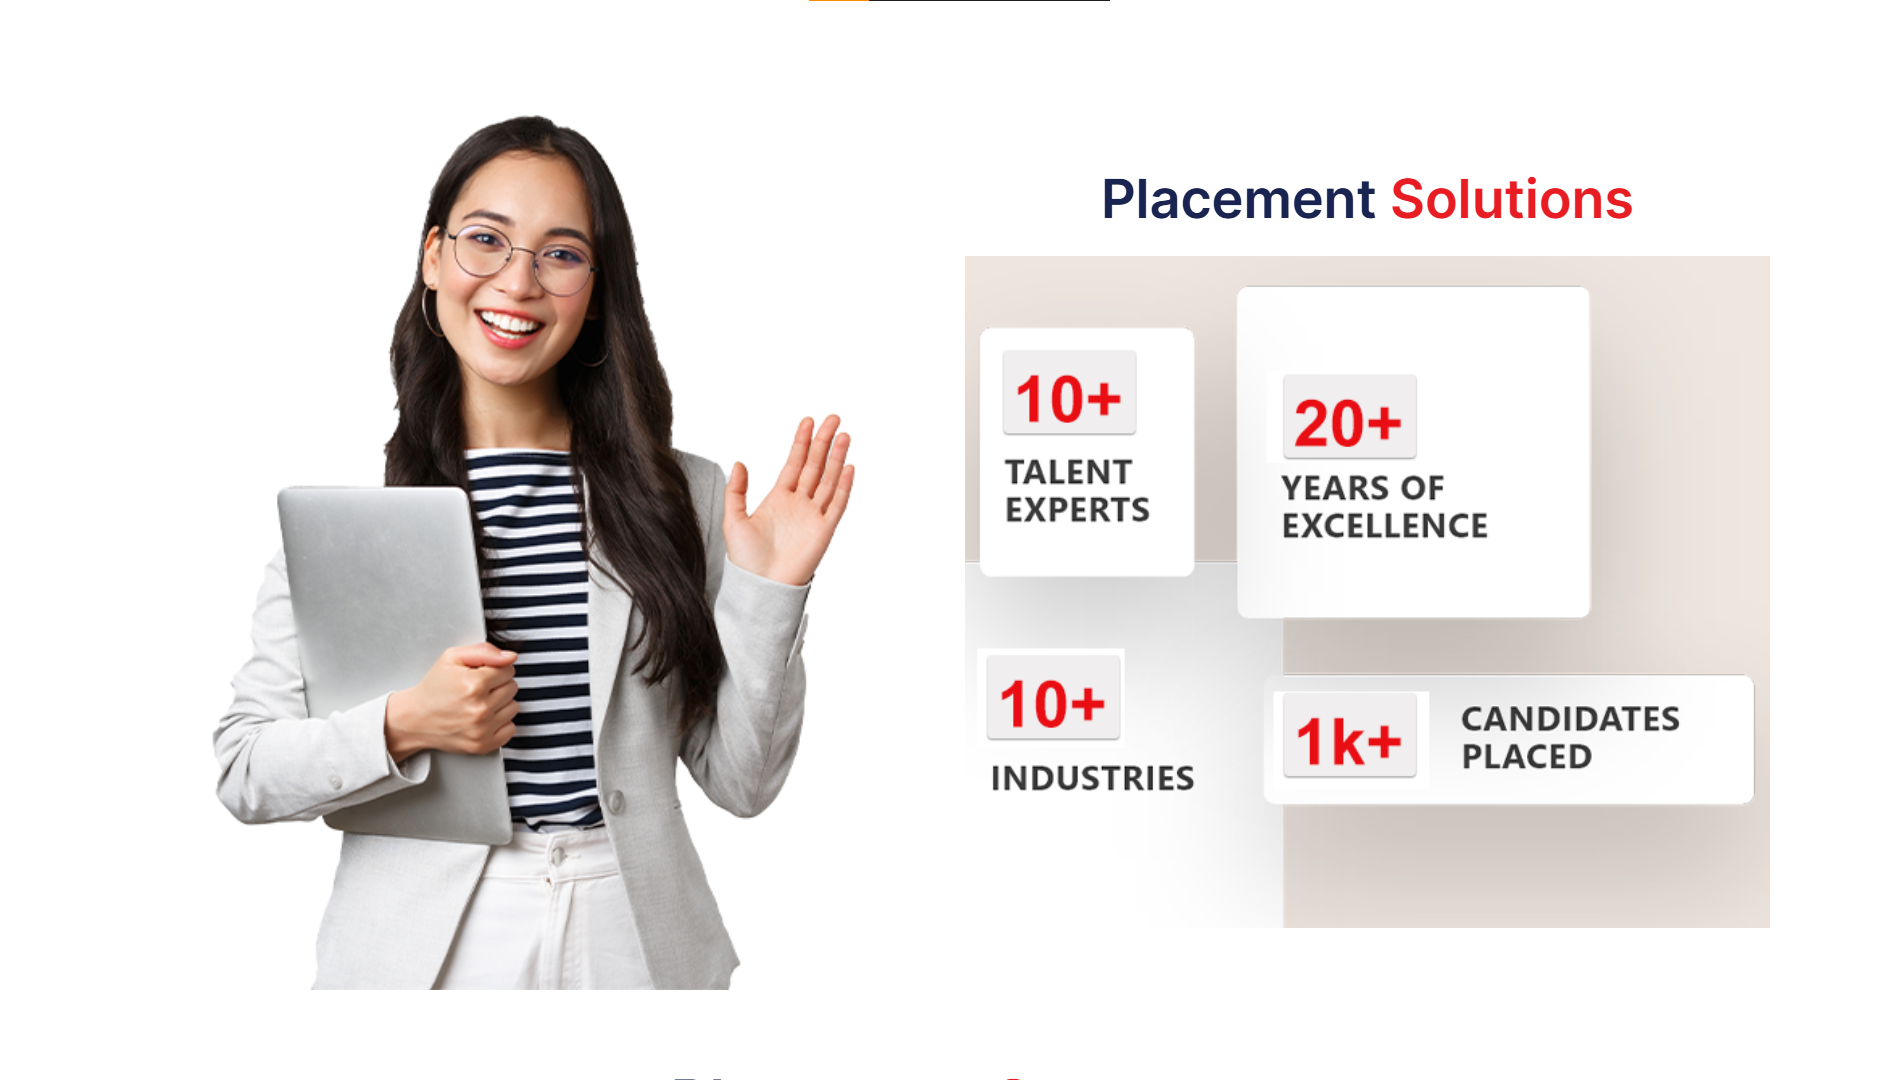 Placement Solutions
10+
TALENT
EXPERTS
20+
YEARS OF
EXCELLENCE
10+
INDUSTRIES
1k+
CANDIDATES
PLACED